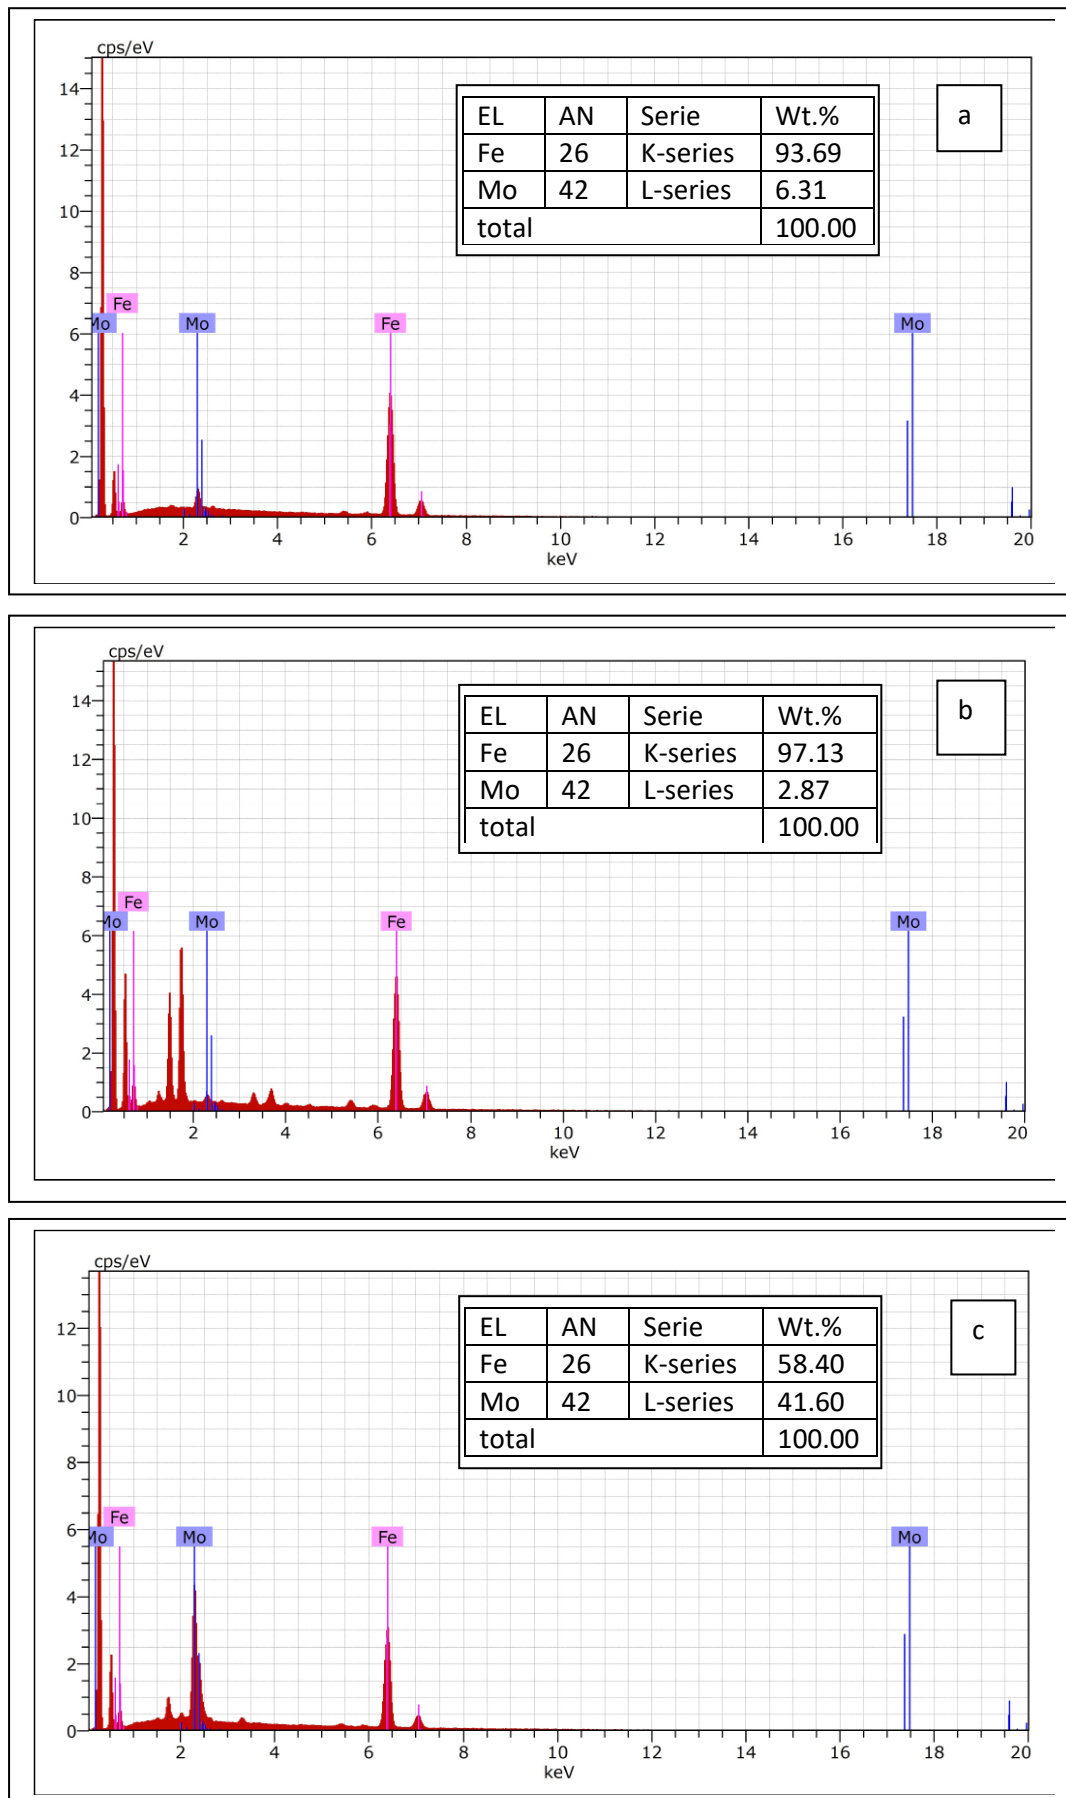 cps/eV
a
EL AN Serie Wt.%
Fe 26 K-series 93.69
Mo 42 L-series 6.31
total 100.00
14
12
10
8
6
4
2
0
Fe
Mo Mo Fe Mo
2 4 6 8 10 12 14 16 18 20
keV
cps/eV
b
EL AN Serie Wt.%
Fe 26 K-series 97.13
Mo 42 L-series 2.87
total 100.00
14
12
10
8
6
4
2
0
Fe
Mo Mo Fe Mo
2 4 6 8 10 12 14 16 18 20
keV
cps/eV
c
EL AN Serie Wt.%
Fe 26 K-series 58.40
Mo 42 L-series 41.60
total 100.00
12
10
8
6
4
2
0
Fe
Mo Mo Fe Mo
2 4 6 8 10 12 14 16 18 20
keV